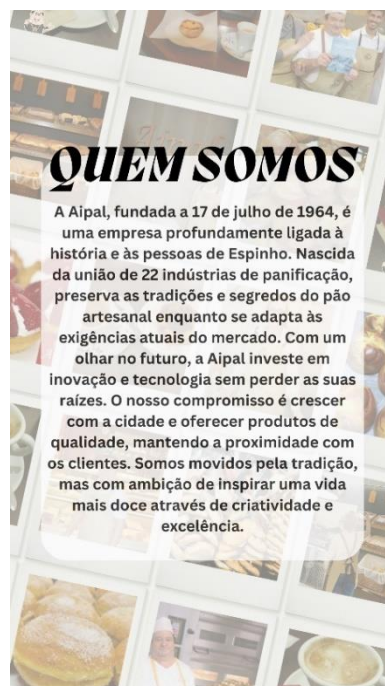 QUEM SOMOS
A Aipal, fundada a 17 de julho de 1964, é
uma empresa profundamente ligada à
história e às pessoas de Espinho. Nascida
da união de 22 indústrias de panificação,
preserva as tradições e segredos do pão
artesanal enquanto se adapta às
exigências atuais do mercado. Com um
olhar no futuro, a Aipal investe em
inovação e tecnologia sem perder as suas
raízes. O nosso compromisso é crescer
com a cidade e oferecer produtos de
qualidade, mantendo a proximidade com
os clientes. Somos movidos pela tradição,
mas com ambição de inspirar uma vida
mais doce através de criatividade e
excelência.